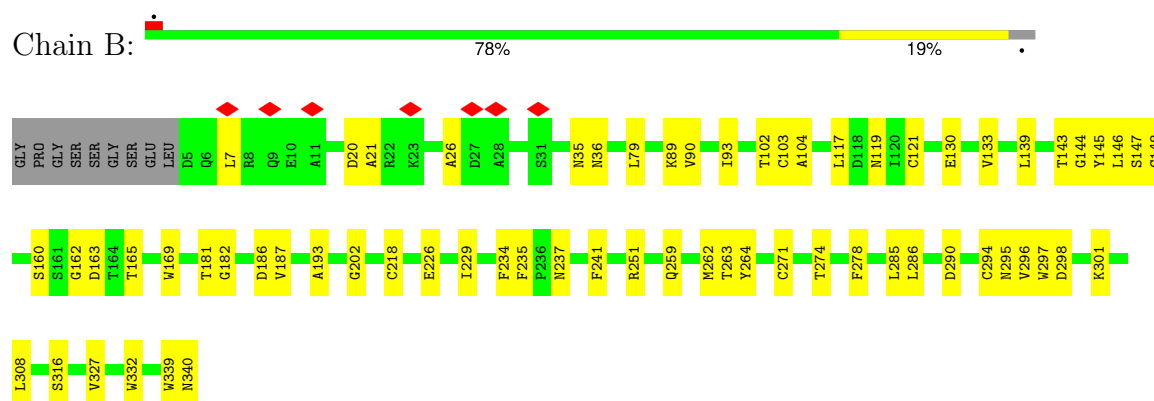 Chain B:
78% 19%
GLY PRO GLY SER SER GLY SER GLU LEU D5 Q6 L7 R8 Q9 E10 A11 D20 A21 R22 K23 A26 D27 A28 S31 N35 N36 L79 K89 V90 I93 T102 C103 A104 L117 D118 N119 I120 C121 E130 V133 L139 T143 G144 Y145 L146 S147
S160 S161 G162 D163 T164 T165 W169 T181 G182 D186 V187 A193 G202 C218 E226 I229 F234 F235 P236 N237 F241 R251 Q259 M262 T263 Y264 C271 T274 F278 L285 L286 D290 C294 N295 V296 W297 D298 K301
L308 S316 V327 W332 W339 N340